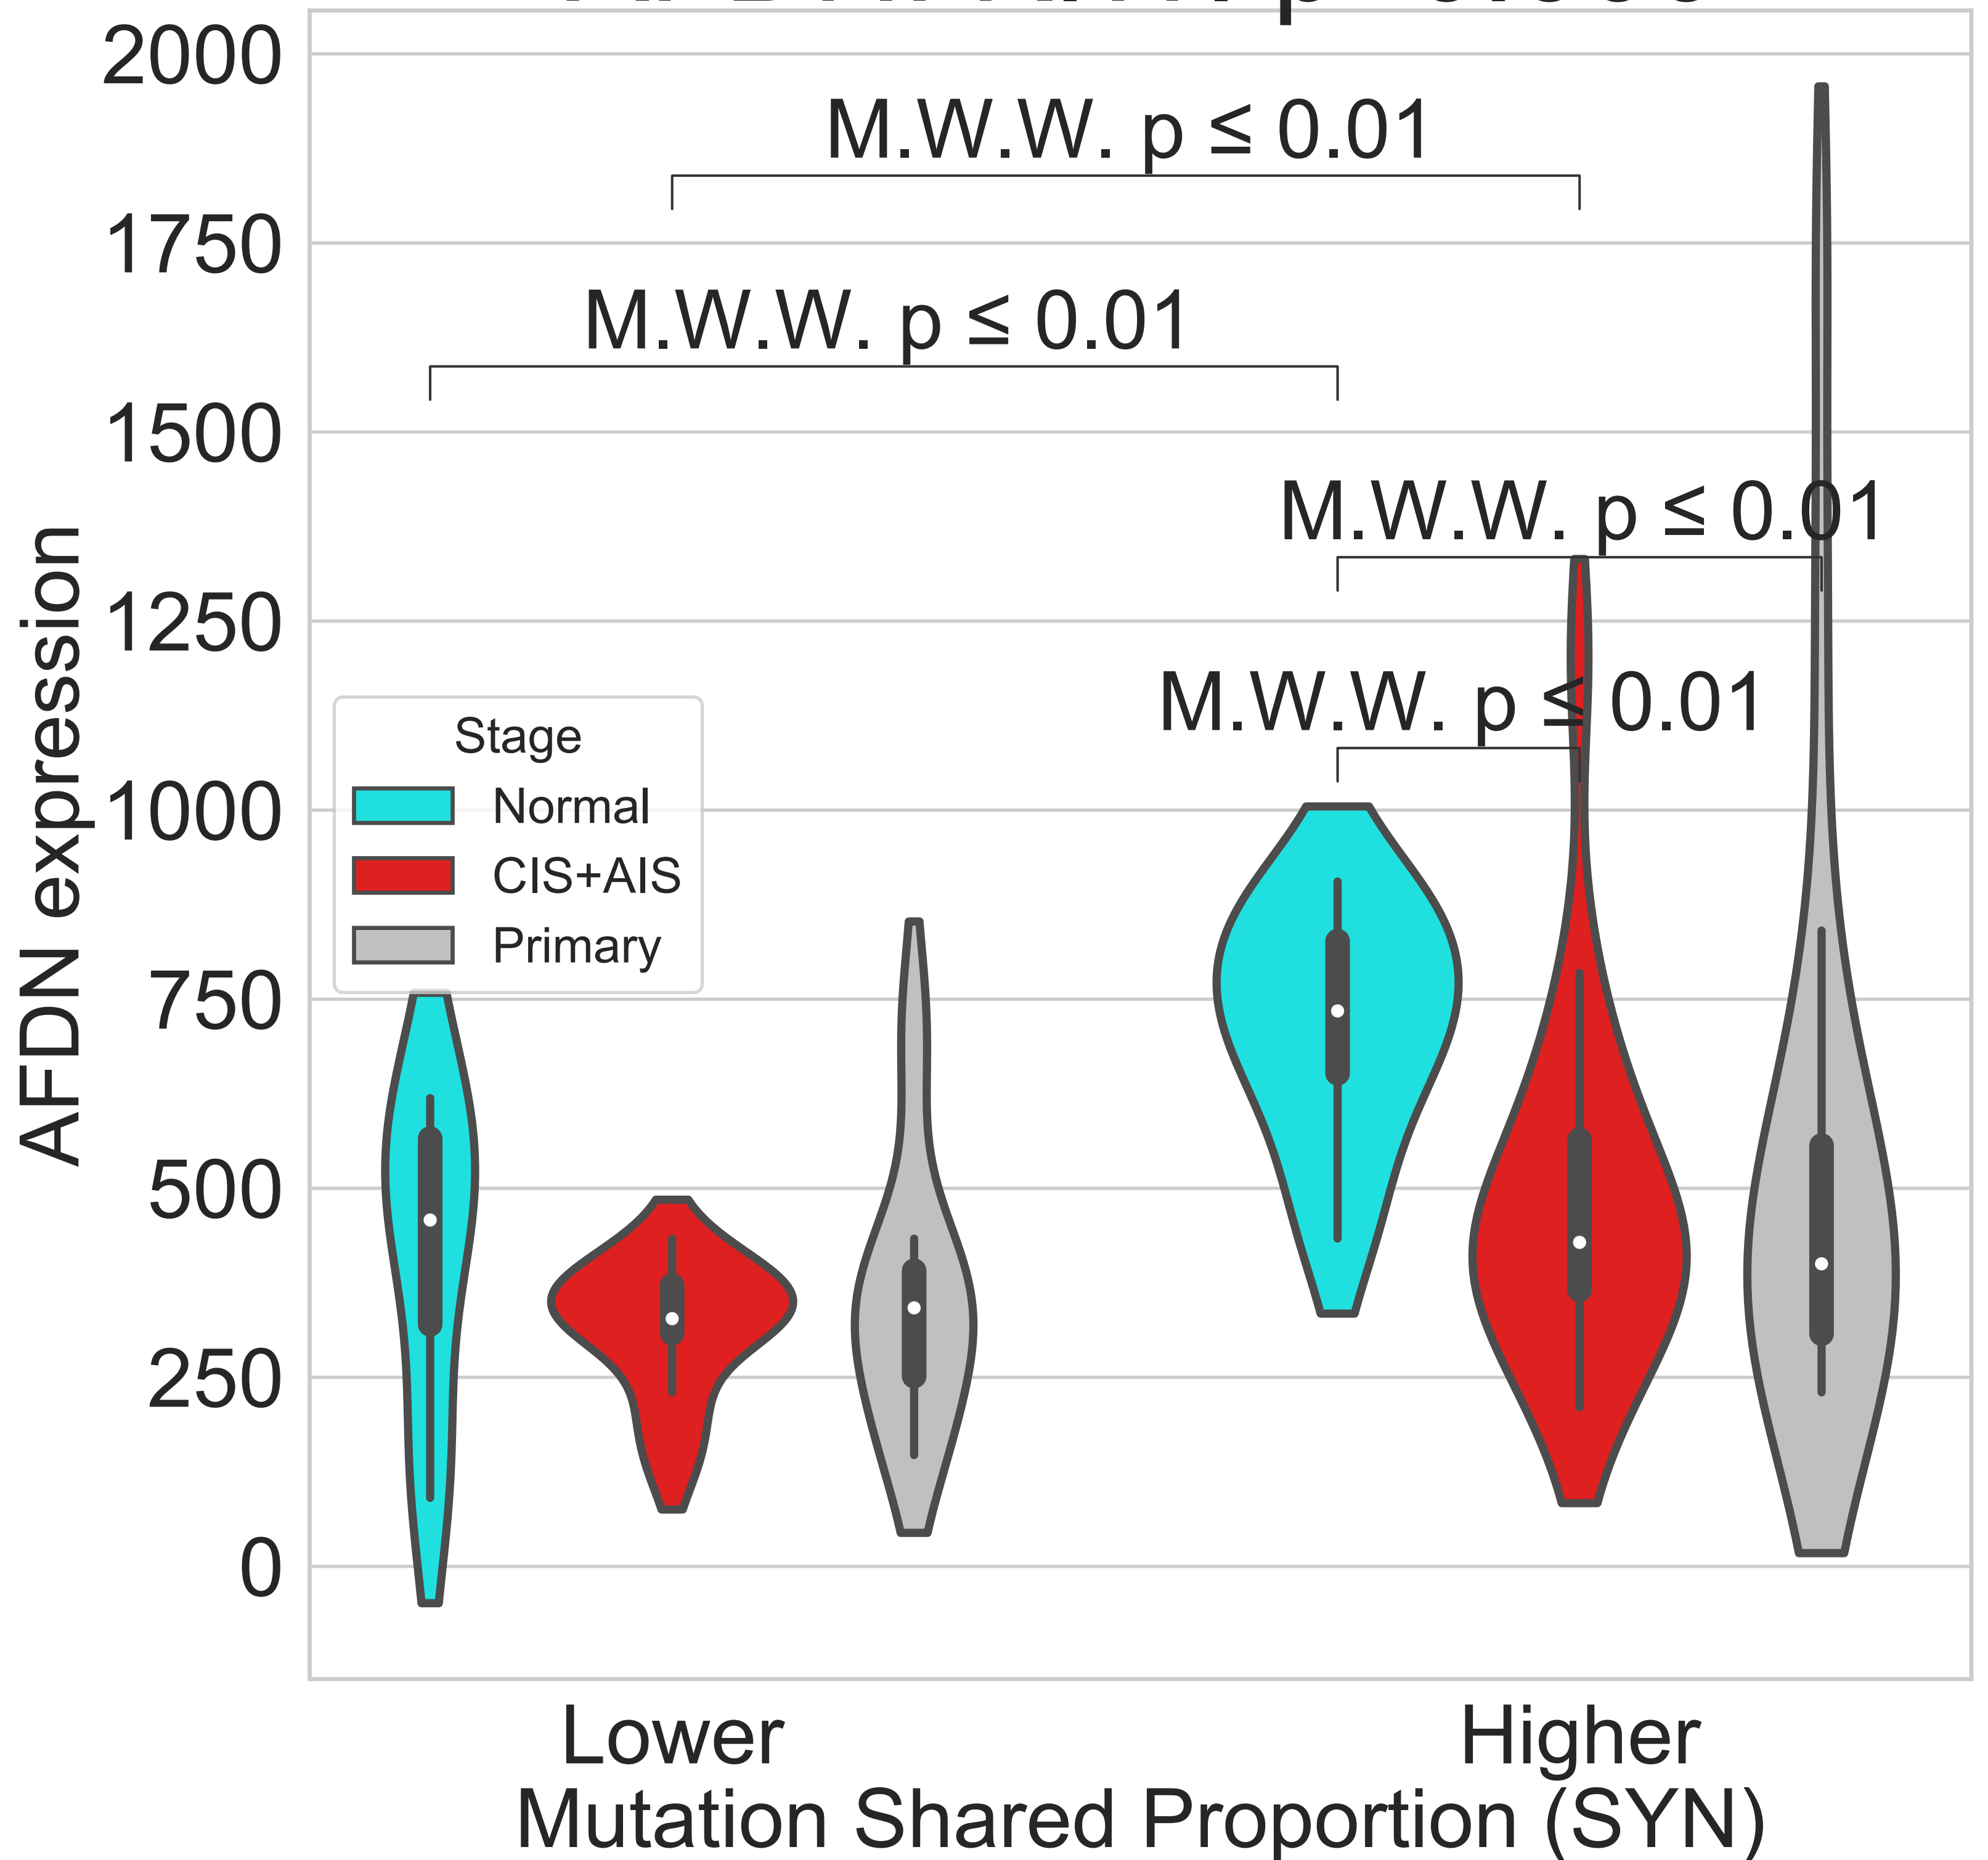 2000
M.W.W. p ≤ 0.01
1750
M.W.W. p ≤ 0.01
1500
M.W.W. p ≤ 0.01
1250
M.W.W. p ≤ 0.01
Stage
Normal
CIS+AIS
Primary
1000
750
500
250
0
AFDN expression
Lower
Higher
Mutation Shared Proportion (SYN)